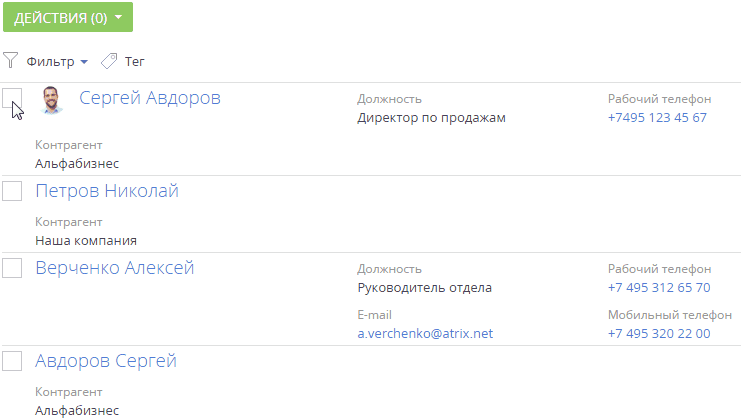 ДЕЙСТВИЯ (0)
Фильтр Тег
Сергей Авдоров
Должность
Директор по продажам
Рабочий телефон
+7495 123 45 67
Контрагент
Альфабизнес
Петров Николай
Контрагент
Наша компания
Верченко Алексей
Должность
Руководитель отдела
Рабочий телефон
+7 495 312 65 70
E-mail
a.verchenko@atrix.net
Мобильный телефон
+7 495 320 22 00
Авдоров Сергей
Контрагент
Альфабизнес